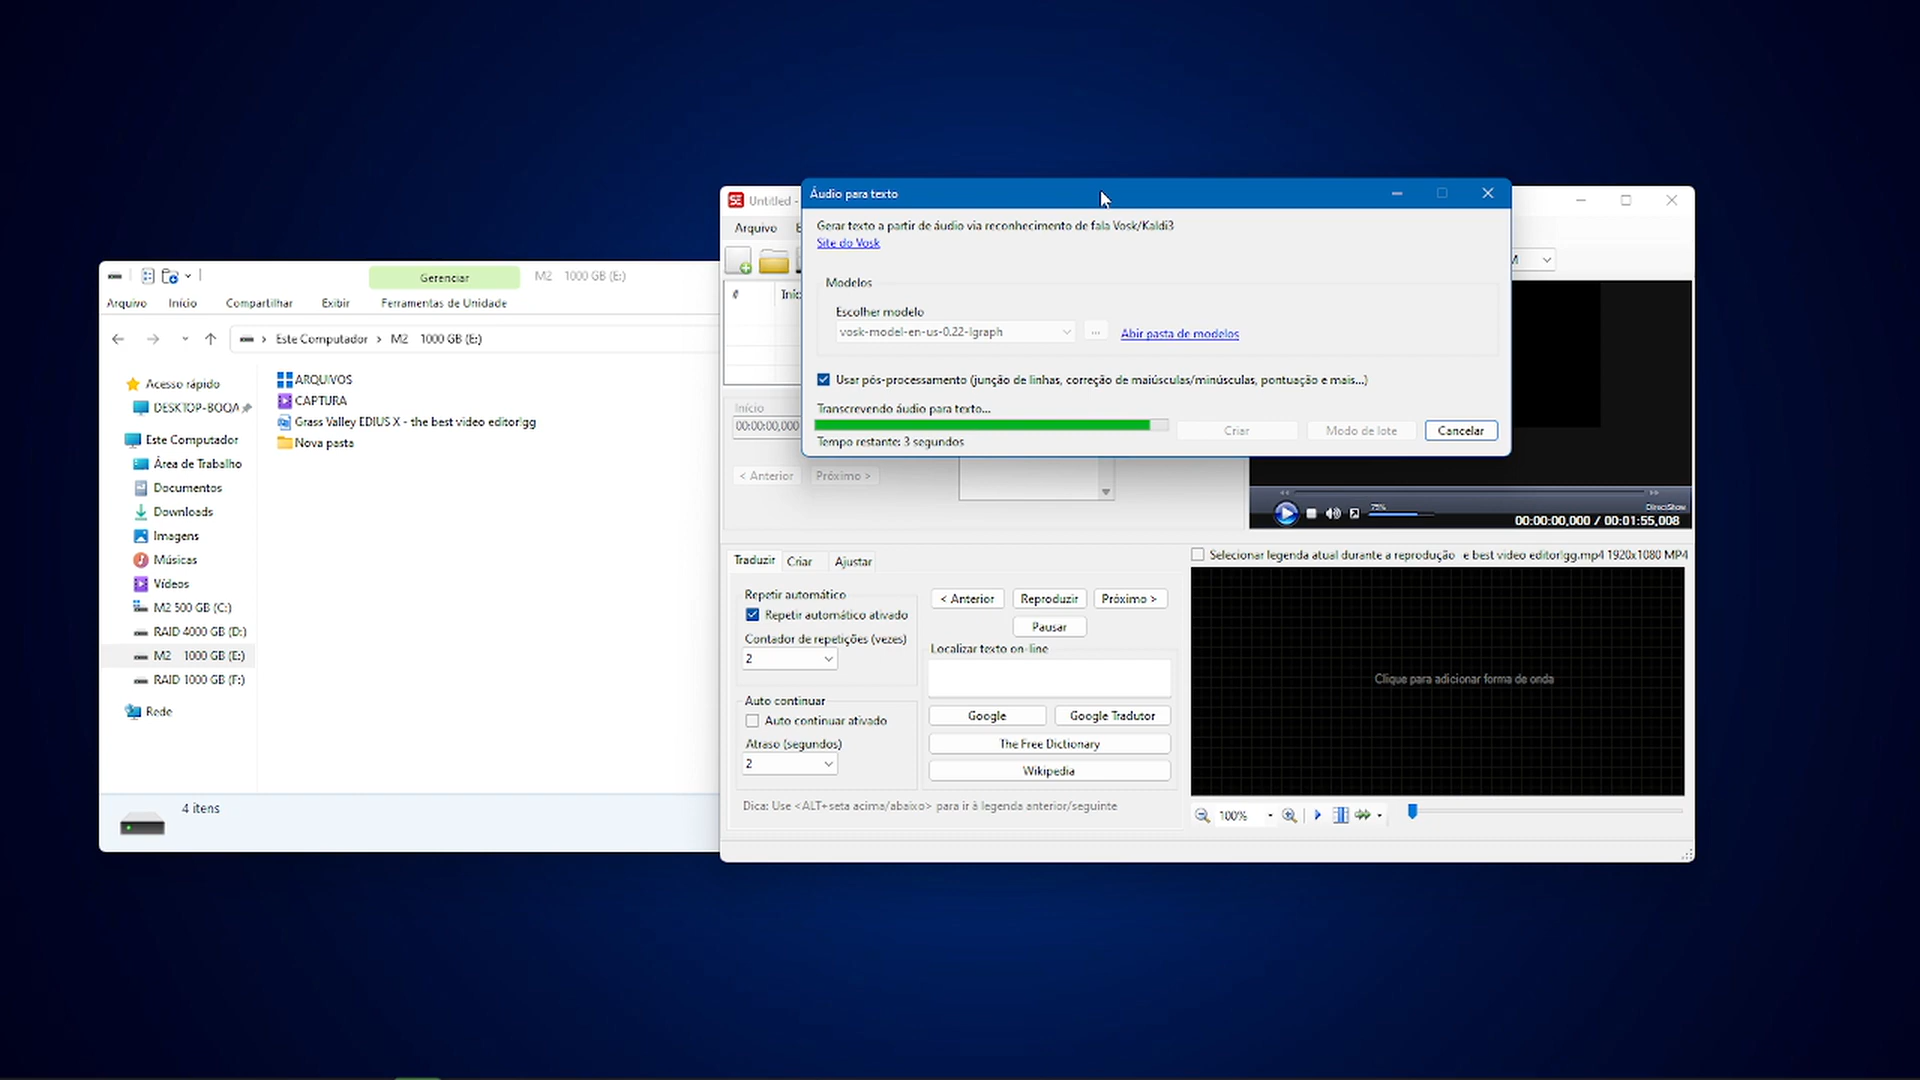 Gerenciar
M2 1000 GB (E:)
Arquivo
Início
Compartilhar
Exibir
Ferramentas de Unidade
Este Computador
M2 1000 GB (E:)
Acesso rápido
DESKTOP-BOQA
Este Computador
Área de Trabalho
Documentos
Downloads
Imagens
Músicas
Vídeos
M2 500 GB (C:)
RAID 4000 GB (D:)
M2 1000 GB (E:)
RAID 1000 GB (F:)
Rede
ARQUIVOS
CAPTURA
Grass Valley EDIUS X - the best video editor!gg
Nova pasta
4 itens
SE
Untitled -
Arquivo
#
Iníc
Áudio para texto
Gerar texto a partir de áudio via reconhecimento de fala Vosk/Kaldi3
Site do Vosk
Modelos
Escolher modelo
vosk-model-en-us-0.22-lgraph
...
Abir pasta de modelos
Usar pós-processamento (junção de linhas, correção de maiúsculas/minúsculas, pontuação e mais...)
Transcrevendo áudio para texto...
Tempo restante: 3 segundos
Criar
Modo de lote
Cancelar
Início
00:00:00,000
< Anterior
Próximo >
75%
DirectShow
00:00:00,000 / 00:01:55,008
Traduzir
Criar
Ajustar
Repetir automático
Repetir automático ativado
Contador de repetições (vezes)
2
Auto continuar
Auto continuar ativado
Atraso (segundos)
2
< Anterior
Reproduzir
Próximo >
Pausar
Localizar texto on-line
Google
Google Tradutor
The Free Dictionary
Wikipedia
Dica: Use <ALT+seta acima/abaixo> para ir à legenda anterior/seguinte
Selecionar legenda atual durante a reprodução
e best video editor!gg.mp4 1920x1080 MP4
Clique para adicionar forma de onda
100%